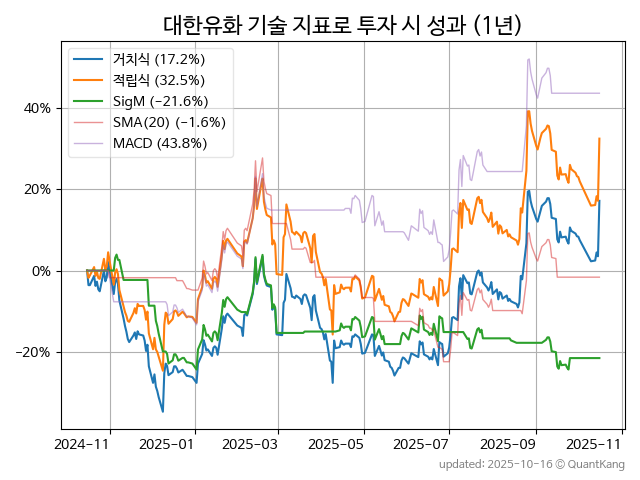 대한유화 기술 지표로 투자 시 성과 (1년)
거치식 (17.2%)
적립식 (32.5%)
SigM (−21.6%)
SMA(20) (−1.6%)
MACD (43.8%)
40%
20%
0%
−20%
2024-11 2025-01 2025-03 2025-05 2025-07 2025-09 2025-11
updated: 2025-10-16 © QuantKang